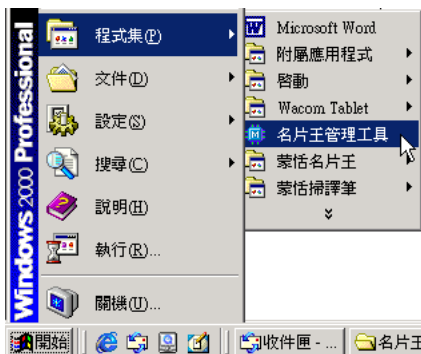 Windows 2000 Professional
程式集(P)
文件(D)
設定(S)
搜尋(C)
說明(H)
執行(R)...
關機(U)...
Microsoft Word
附屬應用程式
啓動
Wacom Tablet
名片王管理工具
蒙恬名片王
蒙恬掃譯筆
開始
收件匣 - ...
名片王